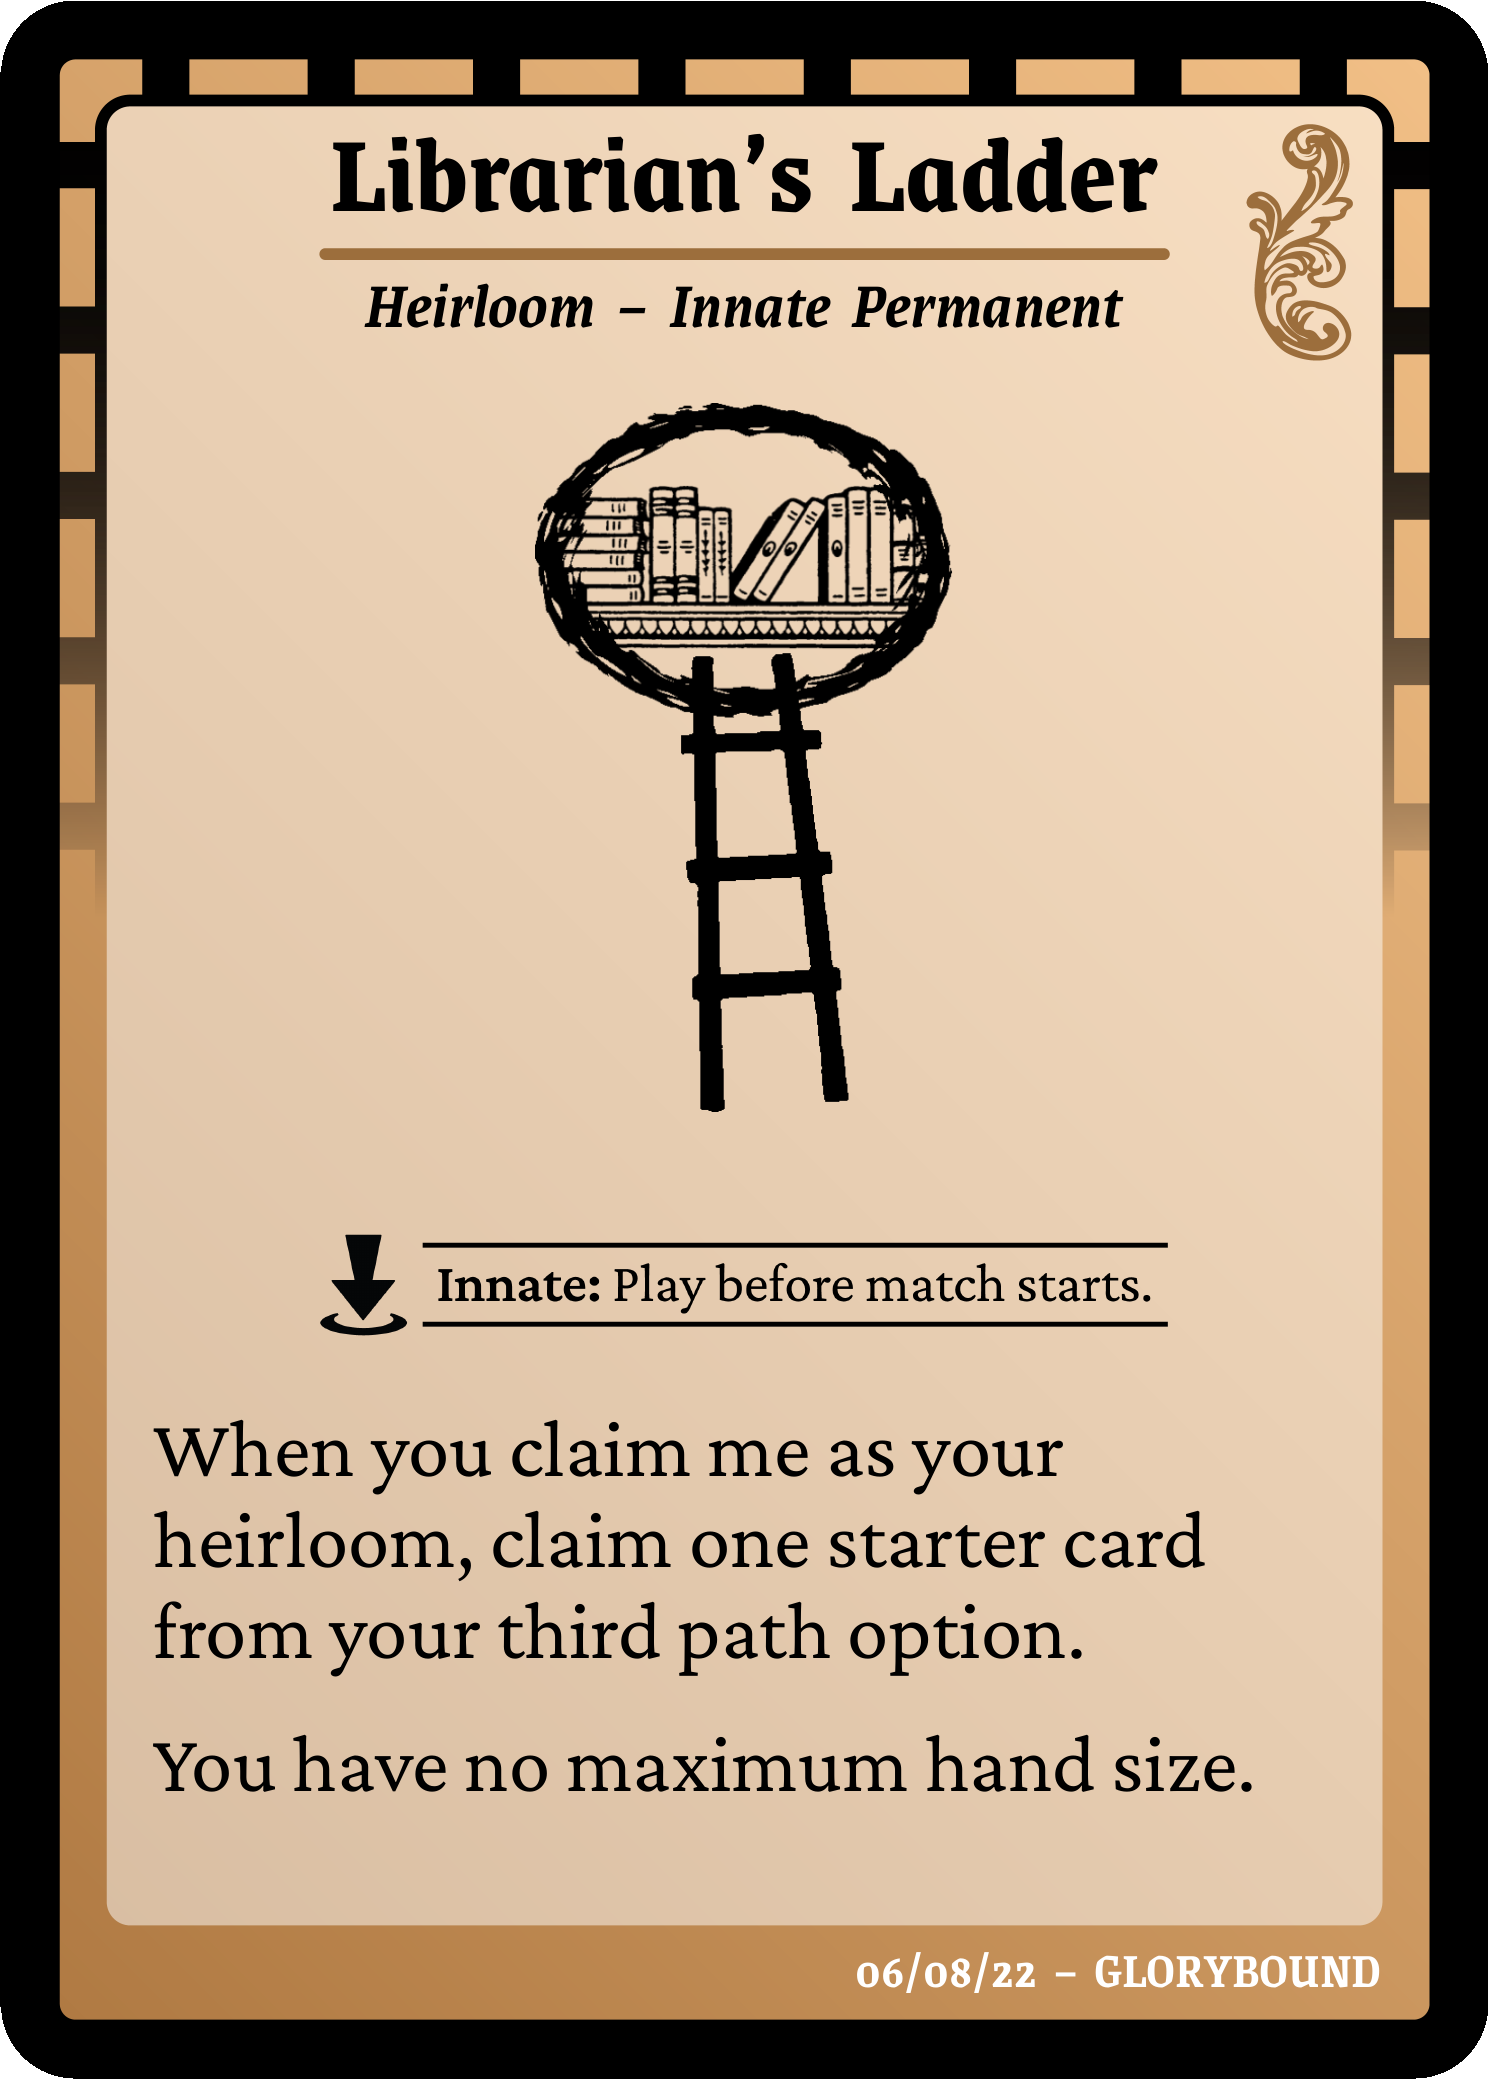 Librarian’s Ladder
Heirloom – Innate Permanent
Innate: Play before match starts.
When you claim me as your
heirloom, claim one starter card
from your third path option.
You have no maximum hand size.
06/08/22 – GLORYBOUND